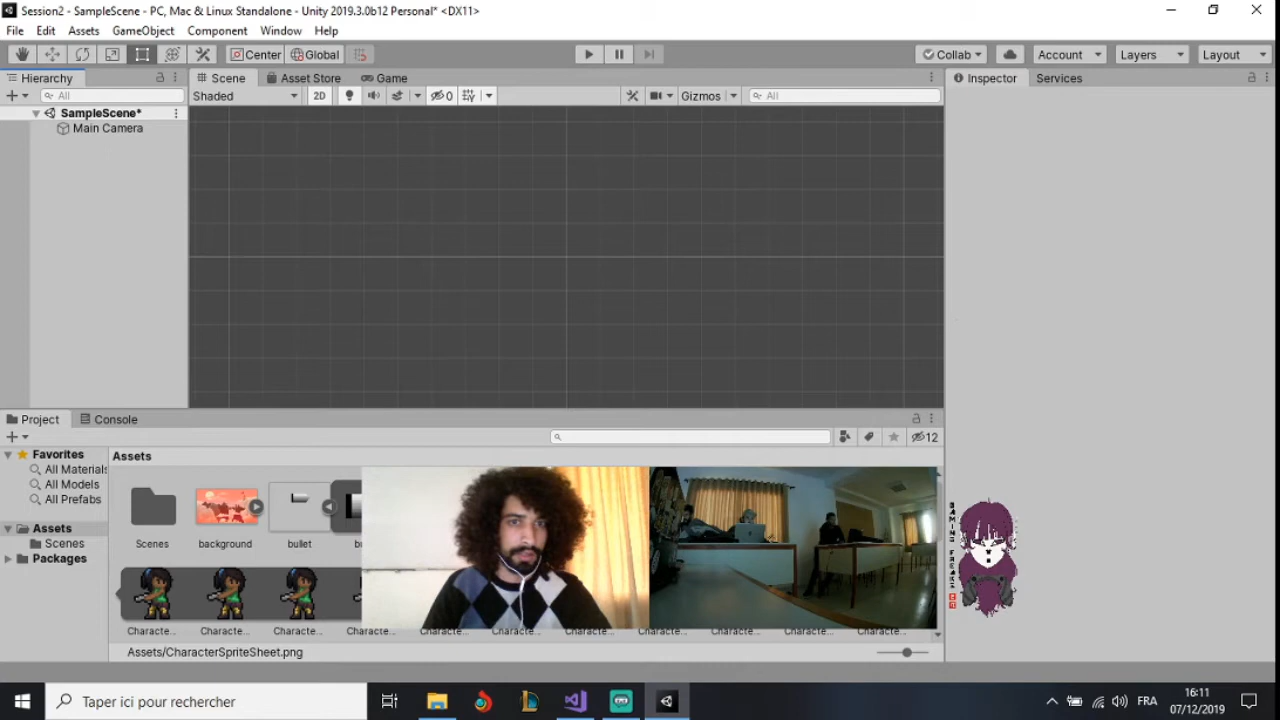 Session2 - SampleScene - PC, Mac & Linux Standalone - Unity 2019.3.0b12 Personal* <DX11>
File Edit Assets GameObject Component Window Help
Center Global Collab Account Layers Layout
Hierarchy Scene Asset Store Game Inspector Services
All Shaded 2D 0 Gizmos All
SampleScene*
Main Camera
Project Console
12
Favorites
All Materials
All Models
All Prefabs
Assets
Scenes
Packages
Assets
Scenes background bullet
Characte... Characte... Characte... Characte... Characte... Characte... Characte... Characte... Characte... Characte... Characte...
Assets/CharacterSpriteSheet.png
GAMING FREAKS
Taper ici pour rechercher
FRA
16:11
07/12/2019